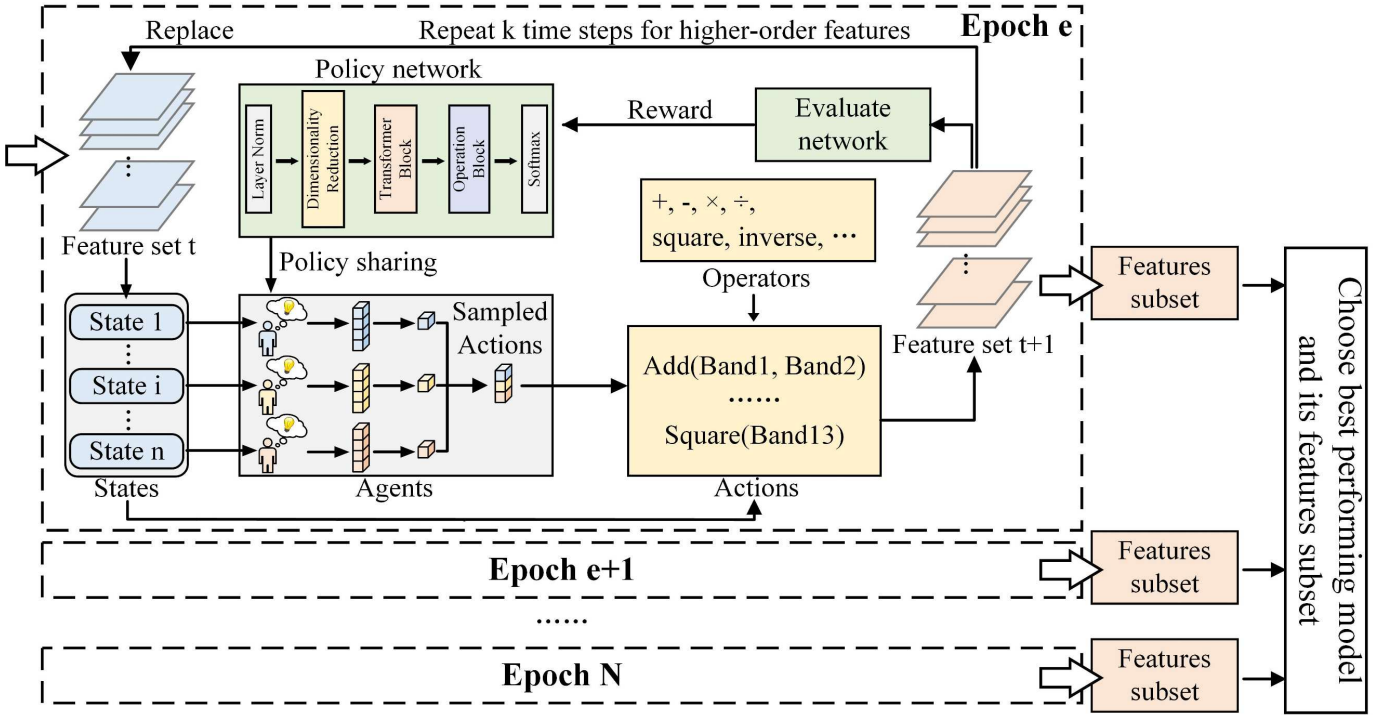 Epoch e
Replace
Repeat k time steps for higher-order features
Policy network
Layer Norm
Dimensionality
Reduction
Transformer
Block
Operation
Block
Softmax
Reward
Evaluate
network
+, -, ×, ÷,
square, inverse, ···
Operators
Feature set t
Policy sharing
State 1
State i
State n
States
Sampled
Actions
Agents
Add(Band1, Band2)
······
Square(Band13)
Actions
Feature set t+1
Features
subset
Epoch e+1
Features
subset
······
Epoch N
Features
subset
Choose best performing model
and its features subset